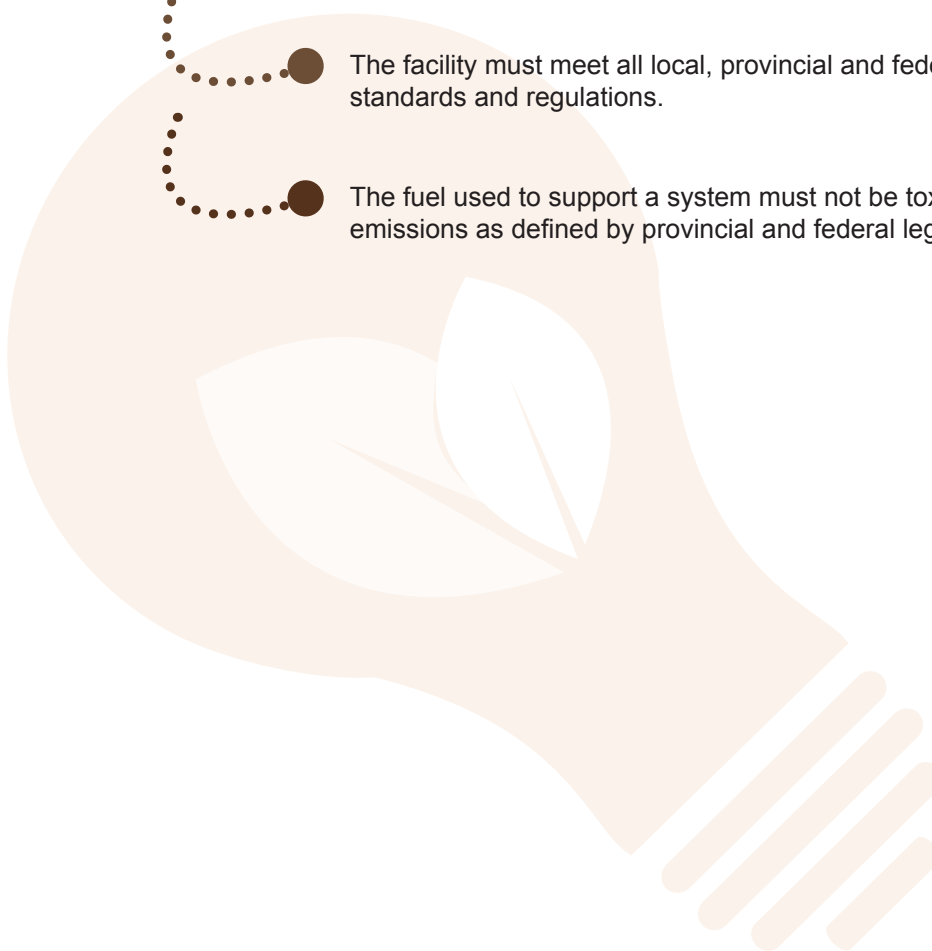 The facility must meet all local, provincial and
standards and regulations.
The fuel used to support a system must not be
emissions as defined by provincial and federal